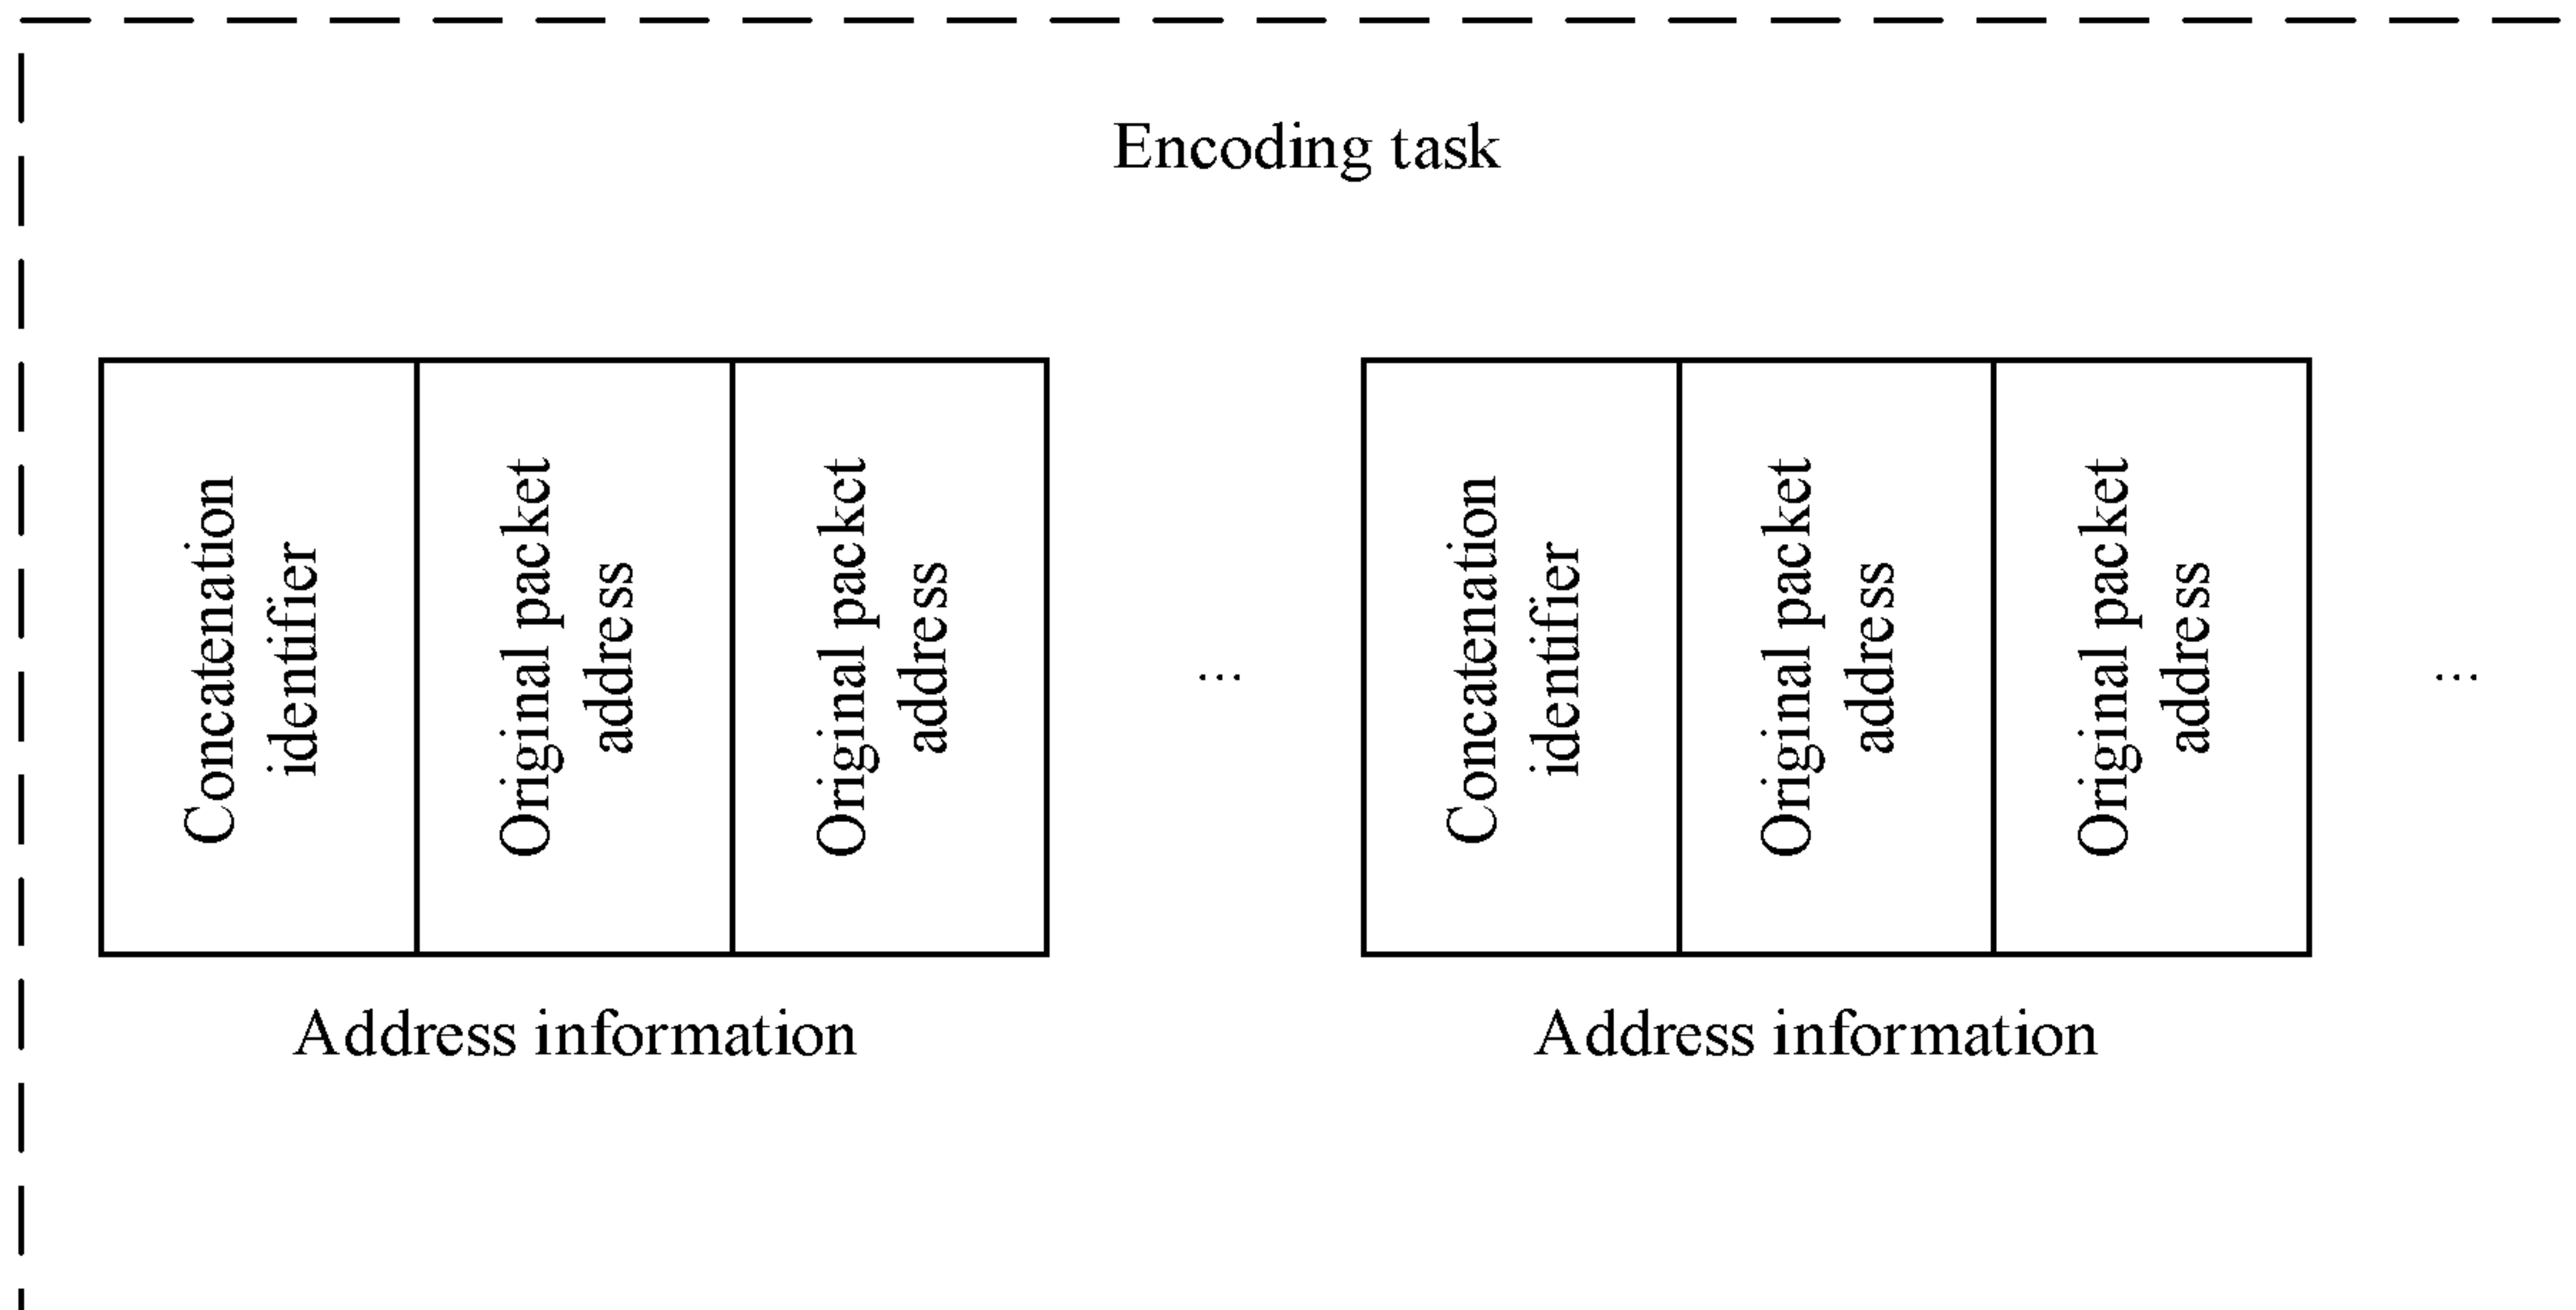 Encoding task
Concatenation
identifier
Original packet
address
Original packet
address
...
Concatenation
identifier
Original packet
address
Original packet
address
...
Address information
Address information